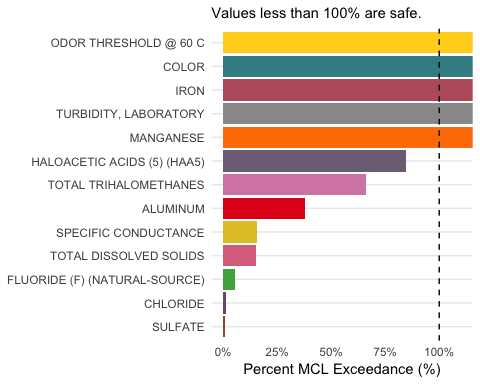 Values less than 100% are safe.
ODOR THRESHOLD @ 60 C
COLOR
IRON
TURBIDITY, LABORATORY
MANGANESE
HALOACETIC ACIDS (5) (HAA5)
TOTAL TRIHALOMETHANES
ALUMINUM
SPECIFIC CONDUCTANCE
TOTAL DISSOLVED SOLIDS
FLUORIDE (F) (NATURAL-SOURCE)
CHLORIDE
SULFATE
0% 25% 50% 75% 100%
Percent MCL Exceedance (%)